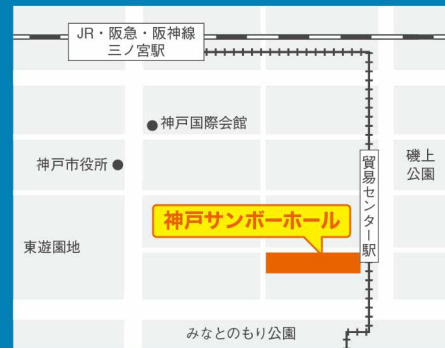 JR・阪急・阪神線
三ノ宮駅
神戸国際会館
神戸市役所
磯上
公園
貿易センター駅
神戸サンボーホール
東遊園地
みなとのもり公園